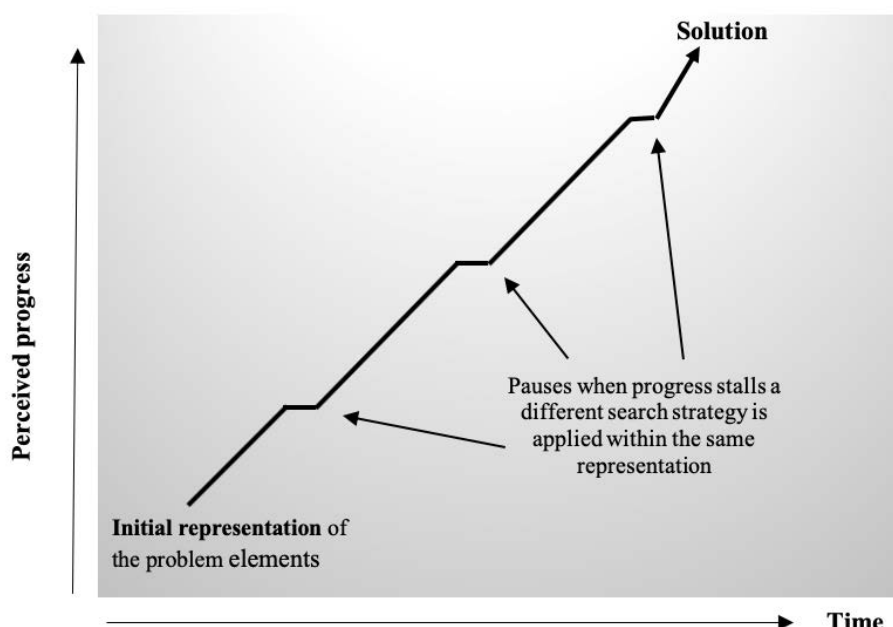 Solution
Perceived progress
Pauses when progress stalls a
different search strategy is
applied within the same
representation
Initial representation of
the problem elements
Time